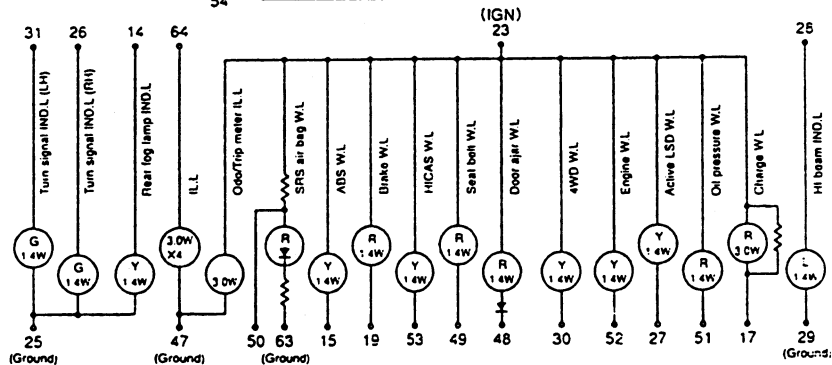 54
(IGN)
31 26 14 64 23 26
Turn signal IND.L (LH)
Turn signal IND.L (RH)
Rear fog lamp IND.L
IL.L
Odo/Trip meter IL.L
SRS air bag W.L
ABS W.L
Brake W.L
HICAS W.L
Seat belt W.L
Door ajar W.L
4WD W.L
Engine W.L
Active LSD W.L
Oil pressure W.L
Charge W.L
HI beam IND.L
G
1.4W
G
1.4W
Y
1.4W
3.0W
X4
3.0W
R
Y
1.4W
R
1.4W
Y
1.4W
R
1.4W
R
1.4W
Y
1.4W
Y
1.4W
Y
1.4W
R
1.4W
R
3.0W
L
1.4W
25 47 50 63 15 19 53 49 48 30 52 27 51 17 29
(Ground) (Ground) (Ground) (Ground)